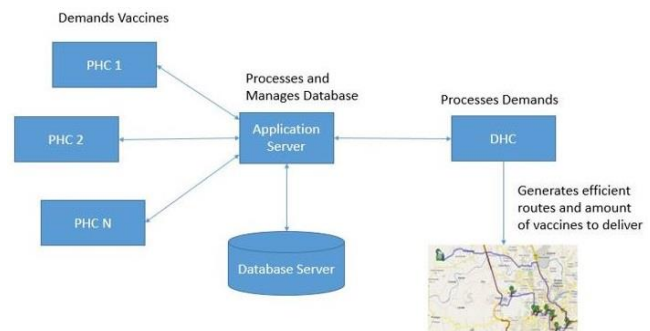 Demands Vaccines
PHC 1
Processes and
Manages Database
Processes Demands
PHC 2
Application
Server
DHC
Generates efficient
routes and amount
of vaccines to deliver
PHC N
Database Server